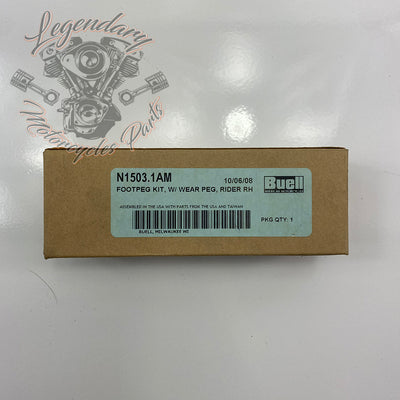 Legendary
Motorcycles Parts
N1503.1AM
10/06/08
FOOTPEG KIT, W/ WEAR PEG, RIDER RH
Buell
ASSEMBLED IN THE USA WITH PARTS FROM THE USA AND TAIWAN
PKG QTY: 1
BUELL, MILWAUKEE WI